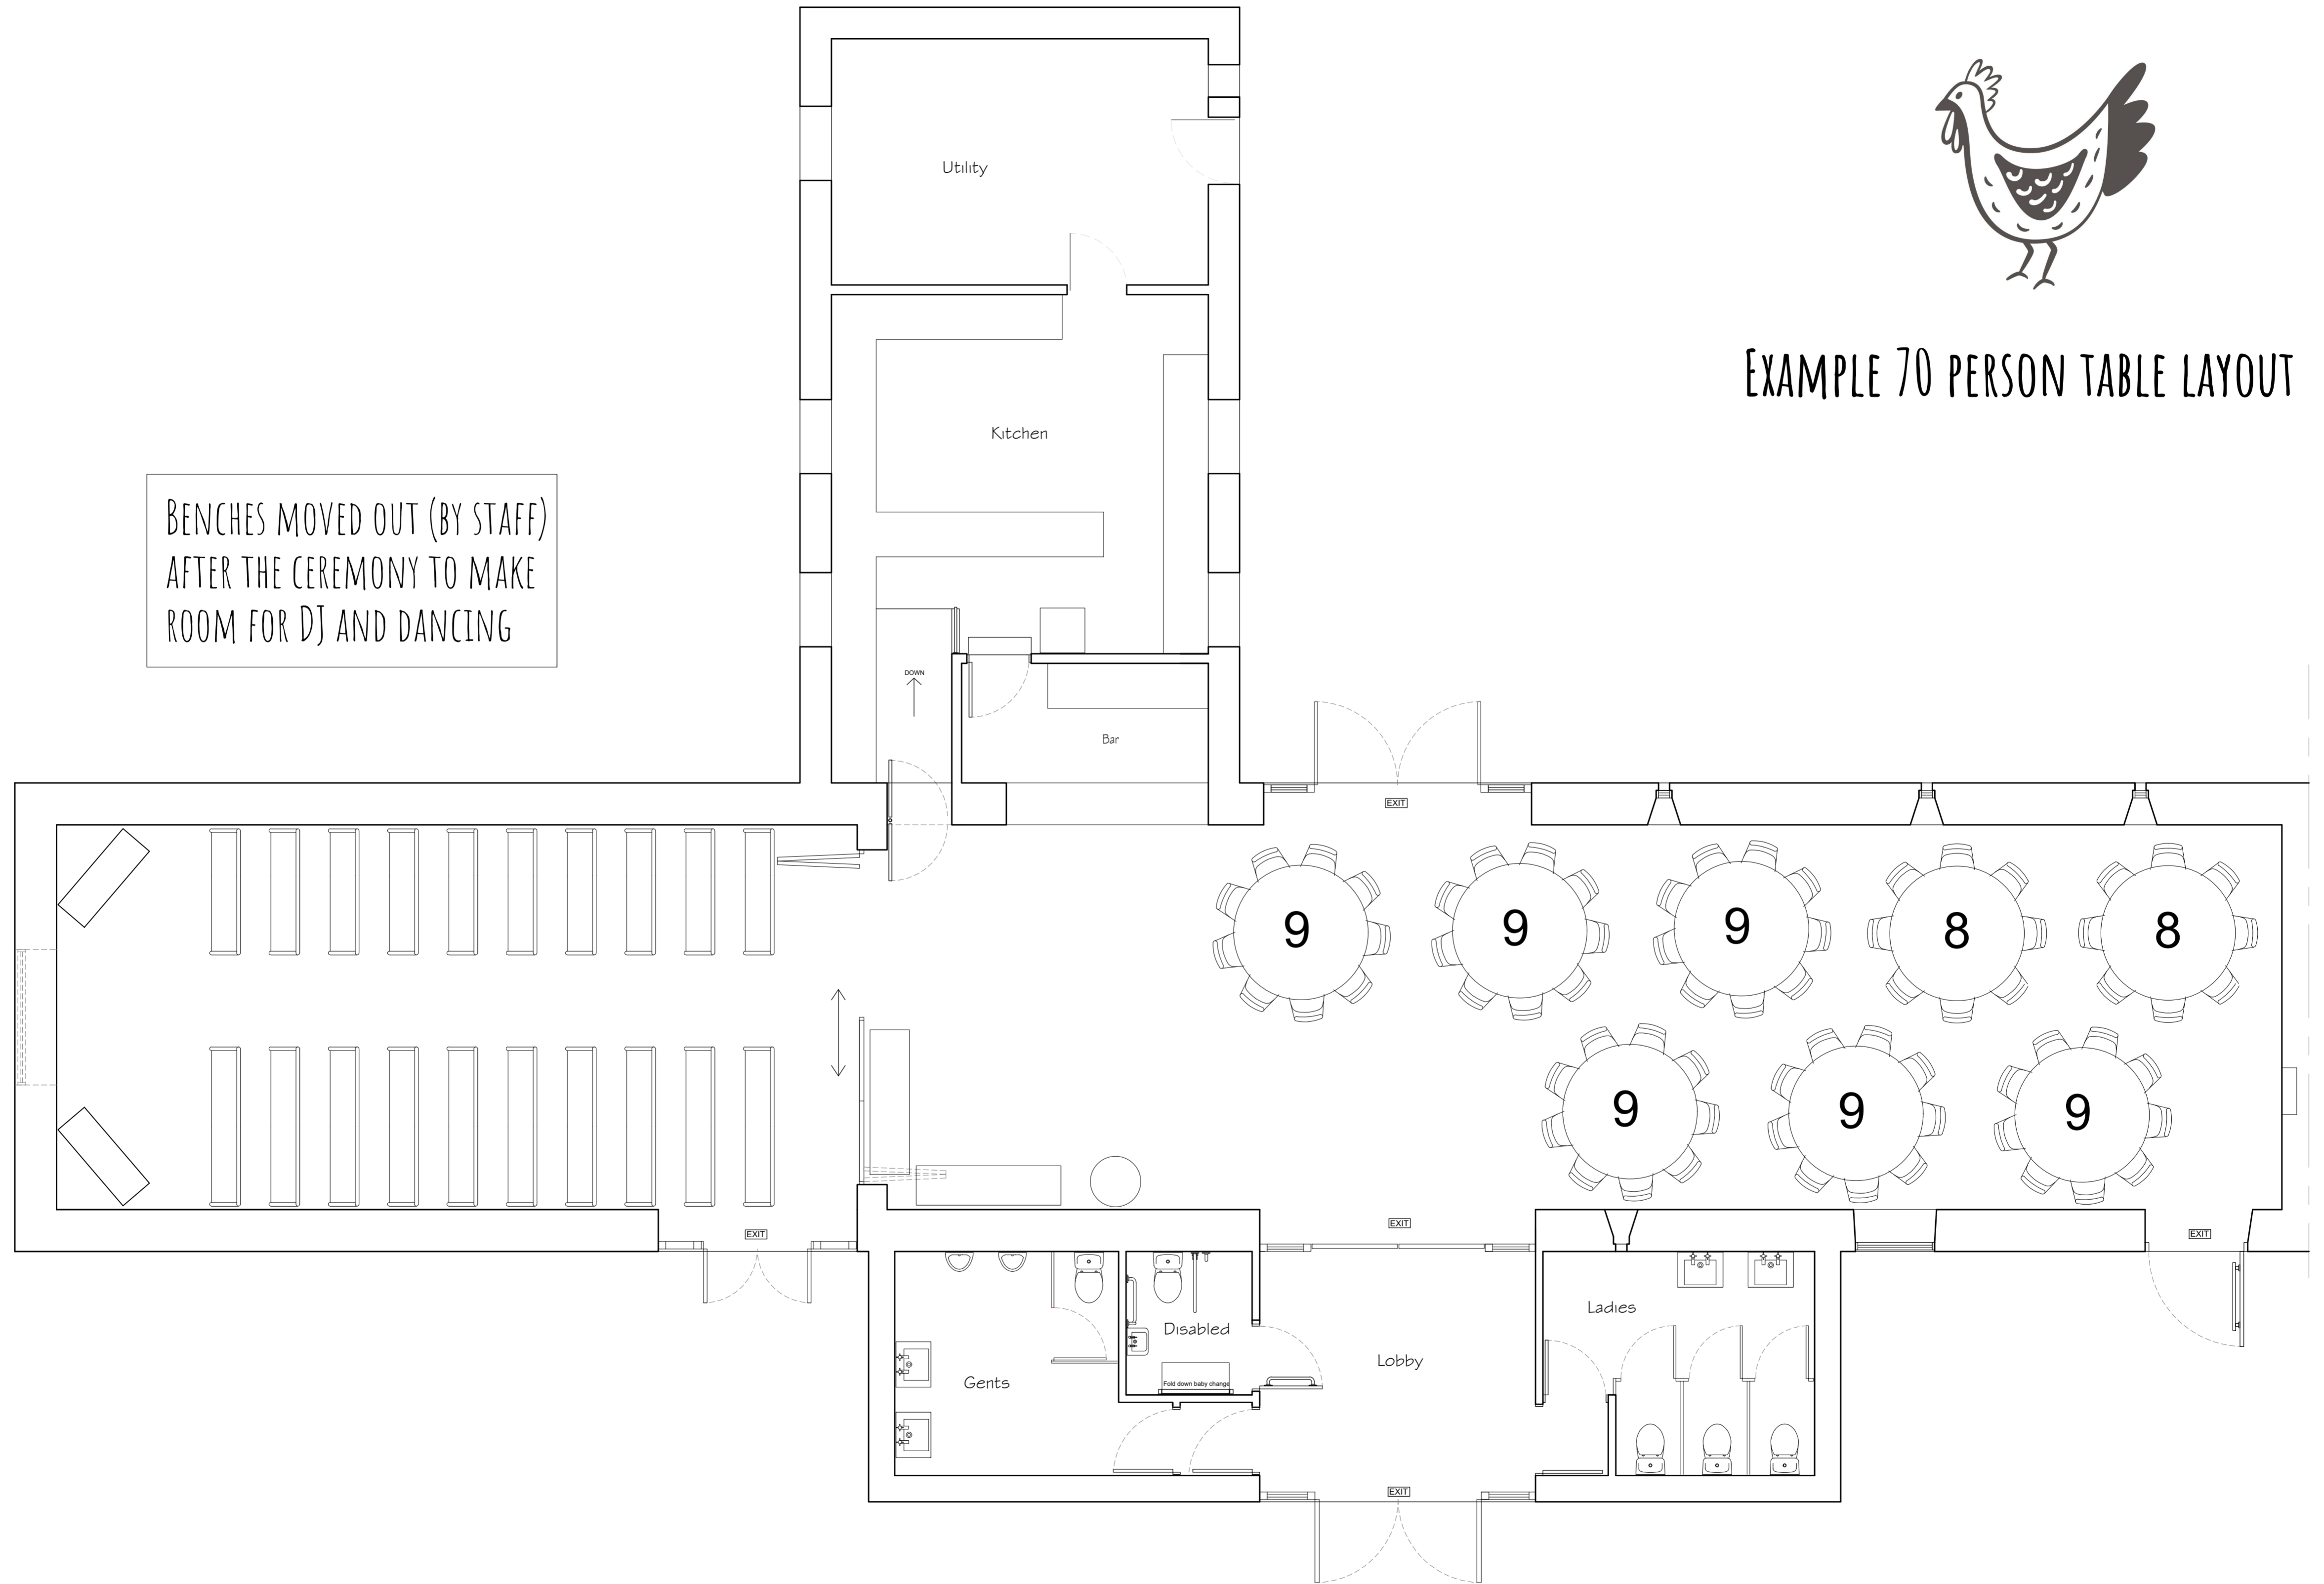 Utility
EXAMPLE 70 PERSON TABLE LAYOUT
Kitchen
BENCHES MOVED OUT (BY STAFF)
AFTER THE CEREMONY TO MAKE
ROOM FOR DJ AND DANCING
DOWN
Bar
EXIT
9
9
9
8
8
9
9
9
EXIT
EXIT
EXIT
Ladies
Disabled
Lobby
Gents
Fold down baby change
EXIT